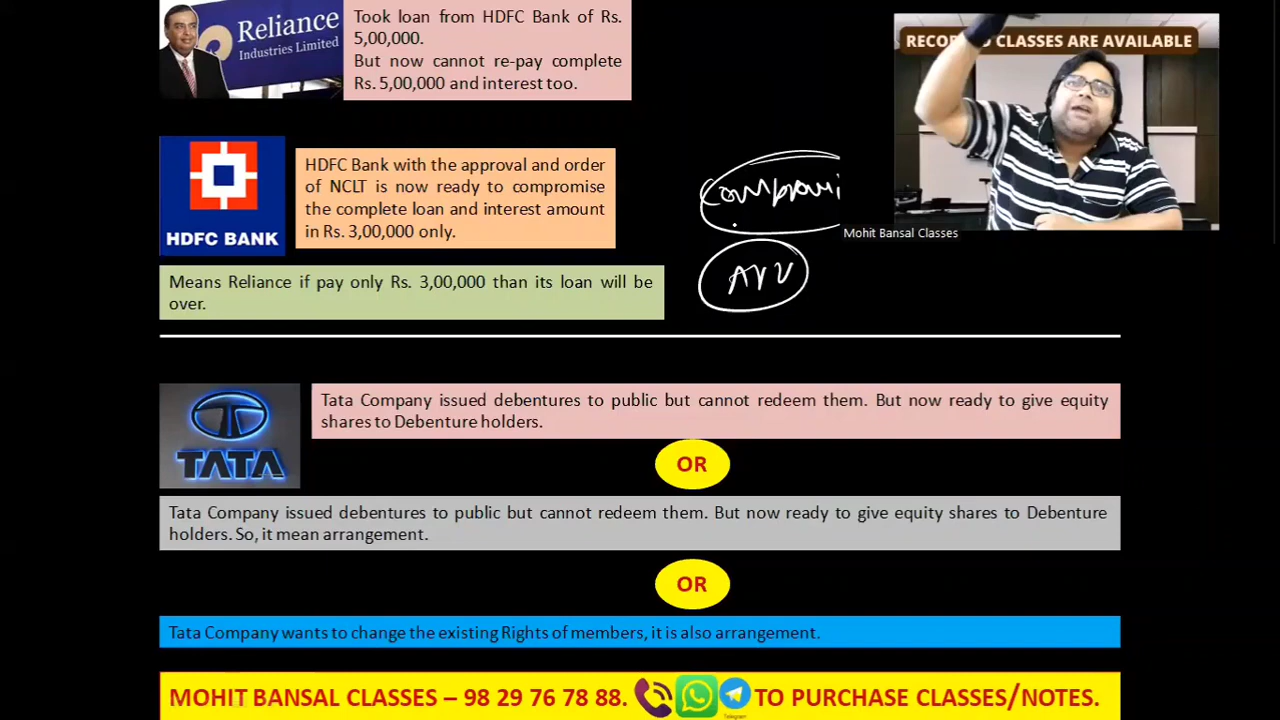 Reliance
Industries Limited
Took loan from HDFC Bank of Rs.
5,00,000.
But now cannot re-pay complete
Rs. 5,00,000 and interest too.
RECOR D CLASSES ARE AVAILABLE
HDFC BANK
HDFC Bank with the approval and order
of NCLT is now ready to compromise
the complete loan and interest amount
in Rs. 3,00,000 only.
Compromi
Mohit Bansal Classes
Means Reliance if pay only Rs. 3,00,000 than its loan will be
over.
TATA
Tata Company issued debentures to public but cannot redeem them. But now ready to give equity
shares to Debenture holders.
OR
Tata Company issued debentures to public but cannot redeem them. But now ready to give equity shares to Debenture
holders. So, it mean arrangement.
OR
Tata Company wants to change the existing Rights of members, it is also arrangement.
MOHIT BANSAL CLASSES – 98 29 76 78 88. TO PURCHASE CLASSES/NOTES.
Telegram